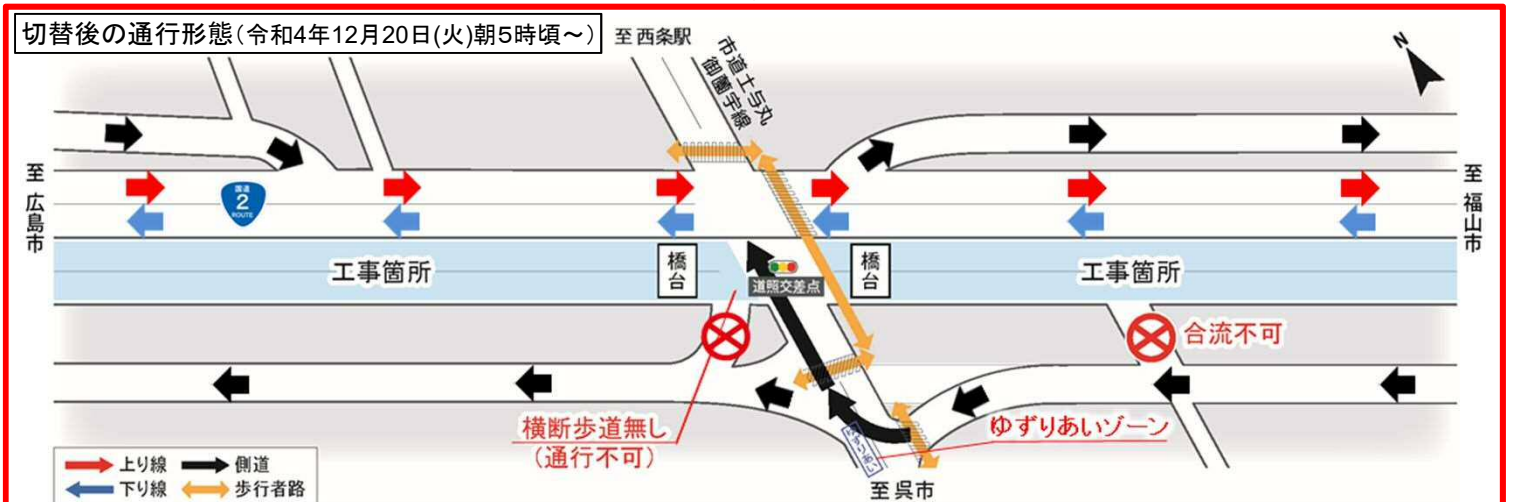 切替後の通行形態(令和4年12月20日(火)朝5時頃～)
至 西条駅
市道土与丸
御薗宇線
N
至 広島市
国道
2
ROUTE
至 福山市
工事箇所
橋台
道照交差点
橋台
工事箇所
合流不可
横断歩道無し
(通行不可)
ゆずりあいゾーン
ゆずりあい
至 呉市
上り線
側道
下り線
歩行者路